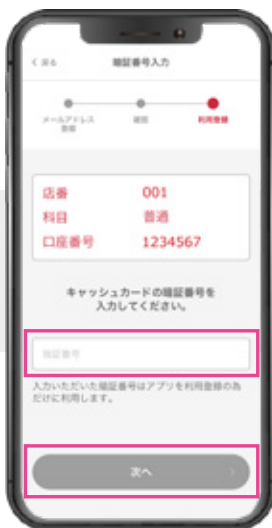 く 戻る 暗証番号入力
メールアドレス
登録
確認
利用登録
店番 001
科目 普通
口座番号 1234567
キャッシュカードの暗証番号を
入力してください。
暗証番号
入力いただいた暗証番号はアプリを利用登録の為
だけに利用します。
次へ